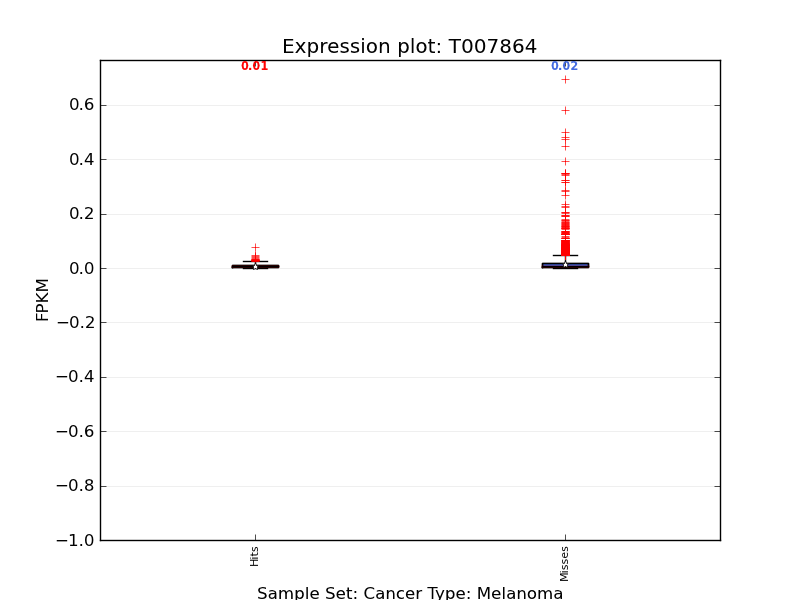 Expression plot: T007864
0.01
0.02
0.6
0.4
0.2
0.0
−0.2
−0.4
−0.6
−0.8
−1.0
FPKM
Hits
Misses
Sample Set: Cancer Type: Melanoma